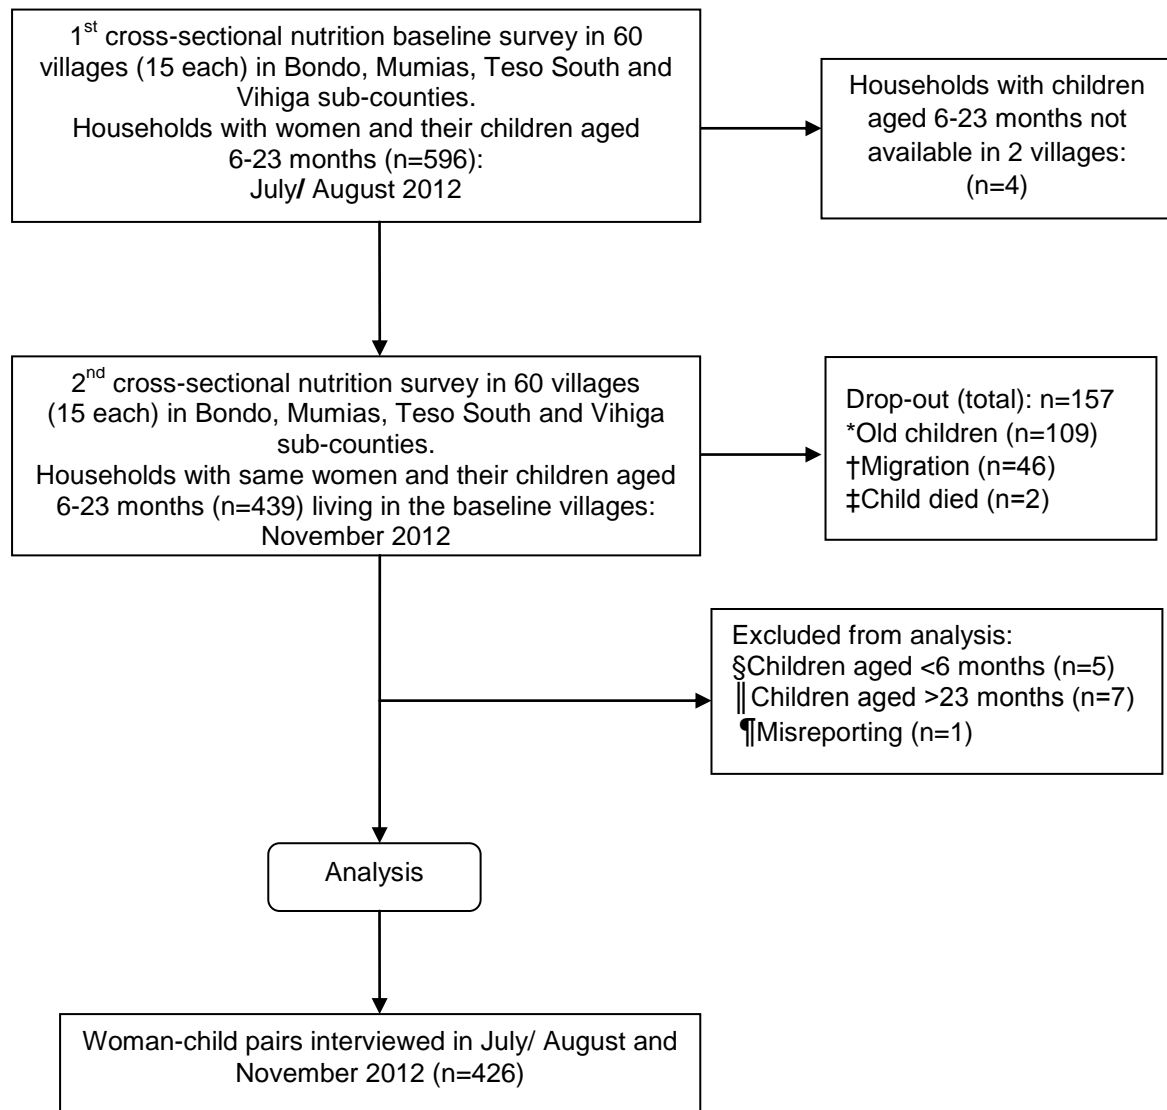 1st cross-sectional nutrition baseline survey in 60
villages (15 each) in Bondo, Mumias, Teso South and
Vihiga sub-counties.
Households with women and their children aged
6-23 months (n=596):
July/ August 2012
Households with children
aged 6-23 months not
available in 2 villages:
(n=4)
2nd cross-sectional nutrition survey in 60 villages
(15 each) in Bondo, Mumias, Teso South and Vihiga
sub-counties.
Households with same women and their children aged
6-23 months (n=439) living in the baseline villages:
November 2012
Drop-out (total): n=157
*Old children (n=109)
†Migration (n=46)
‡Child died (n=2)
Excluded from analysis:
§Children aged <6 months (n=5)
‖Children aged >23 months (n=7)
¶Misreporting (n=1)
Analysis
Woman-child pairs interviewed in July/ August and
November 2012 (n=426)